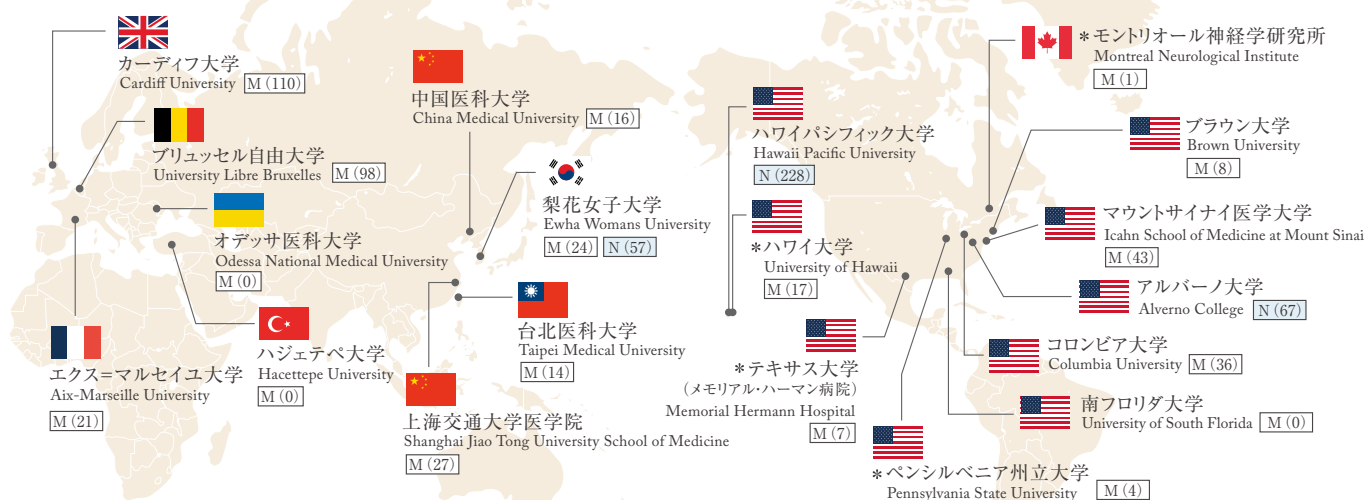 カーディフ大学
Cardiff University M (110)
ブリュッセル自由大学
University Libre Bruxelles M (98)
オデッサ医科大学
Odessa National Medical University
M (0)
ハジェテペ大学
Hacettepe University
M (0)
エクス=マルセイユ大学
Aix-Marseille University
M (21)
中国医科大学
China Medical University M (16)
梨花女子大学
Ewha Womans University
M (24) N (57)
台北医科大学
Taipei Medical University
M (14)
上海交通大学医学院
Shanghai Jiao Tong University School of Medicine
M (27)
ハワイパシフィック大学
Hawaii Pacific University
N (228)
*ハワイ大学
University of Hawaii
M (17)
*テキサス大学
(メモリアル・ハーマン病院)
Memorial Hermann Hospital
M (7)
*ペンシルベニア州立大学
Pennsylvania State University M (4)
*モントリオール神経学研究所
Montreal Neurological Institute
M (1)
ブラウン大学
Brown University
M (8)
マウントサイナイ医学大学
Icahn School of Medicine at Mount Sinai
M (43)
アルバーノ大学
Alverno College N (67)
コロンビア大学
Columbia University M (36)
南フロリダ大学
University of South Florida M (0)